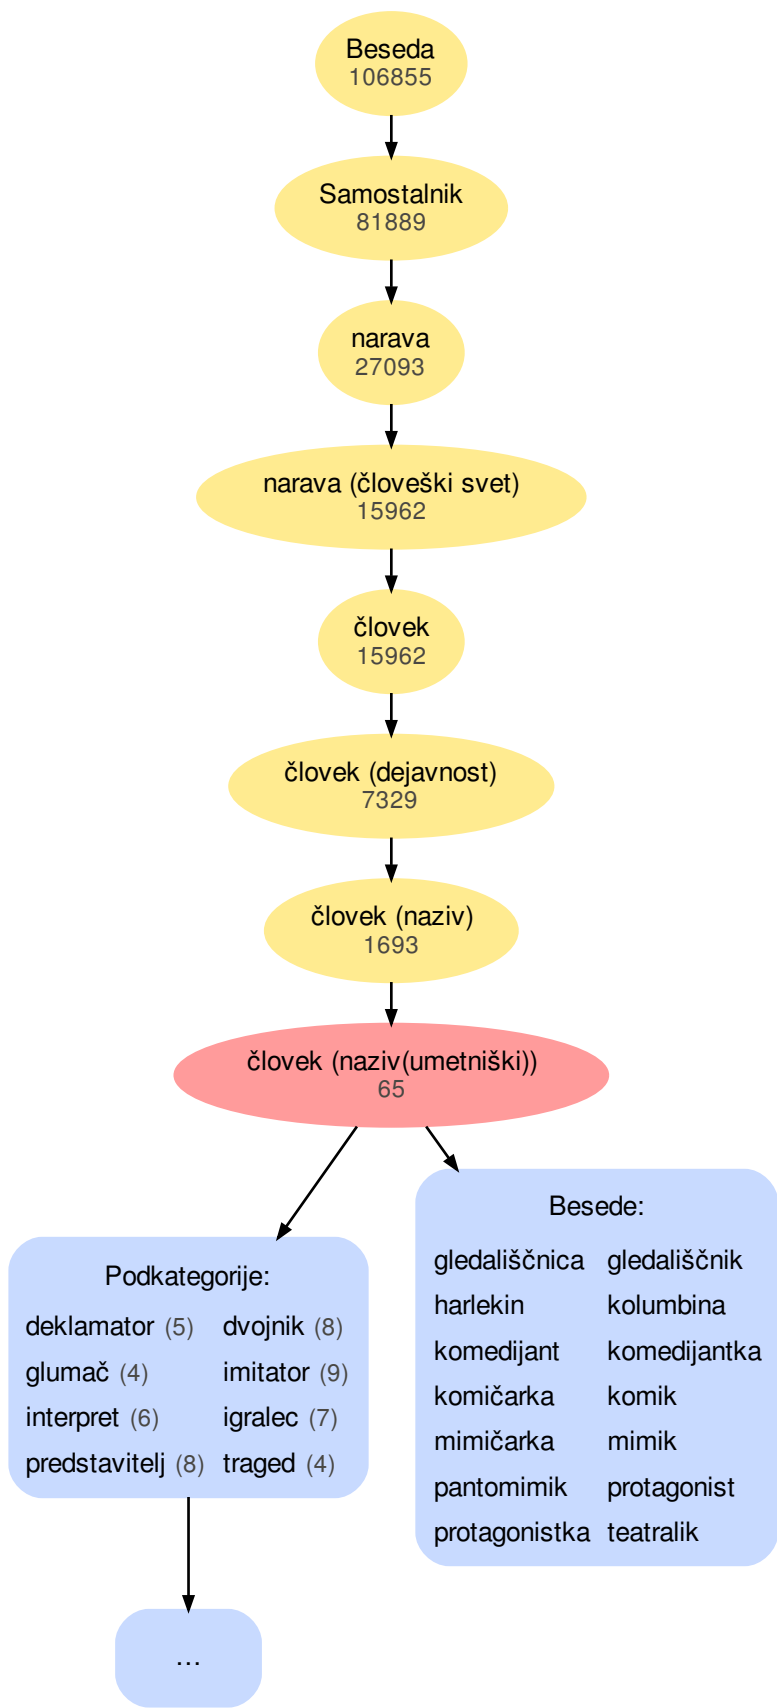 Beseda
106855
Samostalnik
81889
narava
27093
narava (človeški svet)
15962
človek
15962
človek (dejavnost)
7329
človek (naziv)
1693
človek (naziv(umetniški))
65
Podkategorije:
deklamator (5) dvojnik (8)
glumač (4) imitator (9)
interpret (6) igralec (7)
predstavitelj (8) traged (4)
...
Besede:
gledališčnica gledališčnik
harlekin kolumbina
komedijant komedijantka
komičarka komik
mimičarka mimik
pantomimik protagonist
protagonistka teatralik